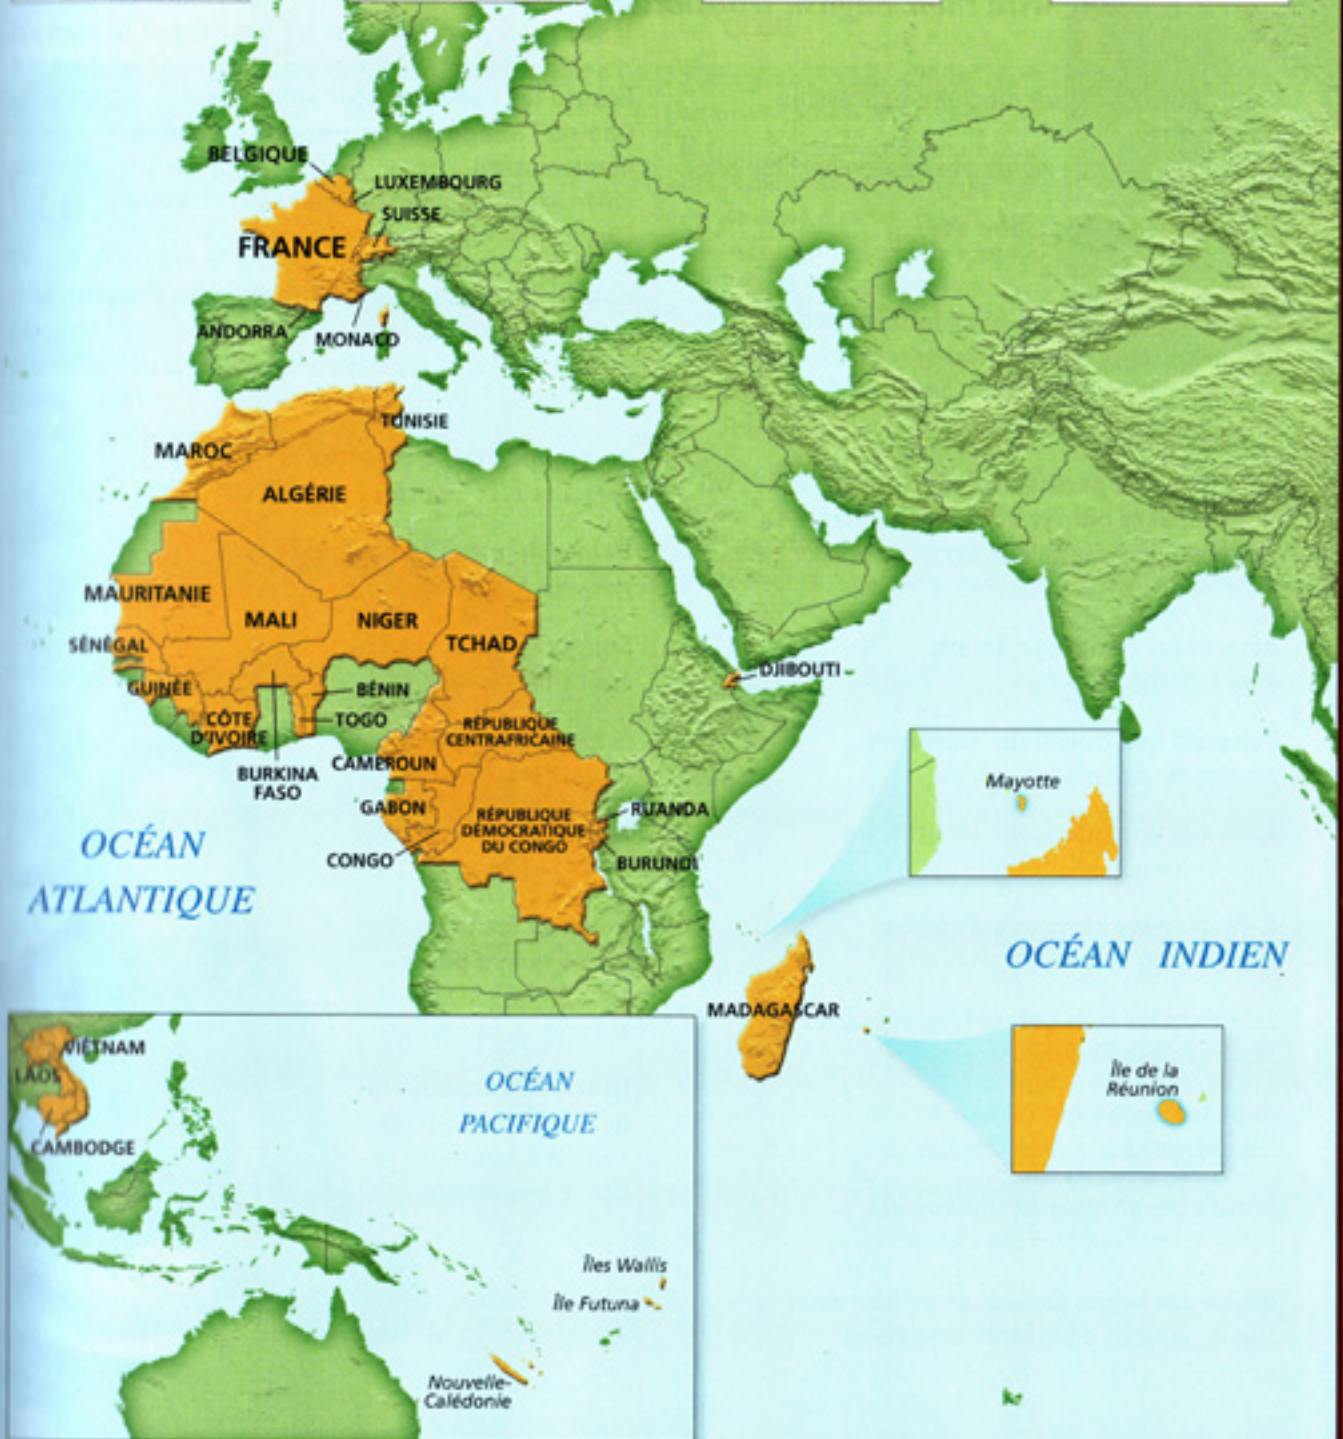 BELGIQUE
LUXEMBOURG
SUISSE
FRANCE
ANDORRA
MONACO
TUNISIE
MAROC
ALGÉRIE
MAURITANIE
MALI
NIGER
TCHAD
SÉNÉGAL
DJIBOUTI
GUINÉE
BÉNIN
CÔTE
D'IVOIRE
TOGO
RÉPUBLIQUE
CENTRAFRICAINE
CAMEROUN
BURKINA
FASO
Mayotte
GABON
RÉPUBLIQUE
DÉMOCRATIQUE
DU CONGO
RUANDA
CONGO
BURUNDI
OCÉAN
ATLANTIQUE
OCÉAN INDIEN
MADAGASCAR
VIÊTNAM
LAOS
CAMBODGE
OCÉAN
PACIFIQUE
Île de la
Réunion
Îles Wallis
Île Futuna
Nouvelle-
Calédonie